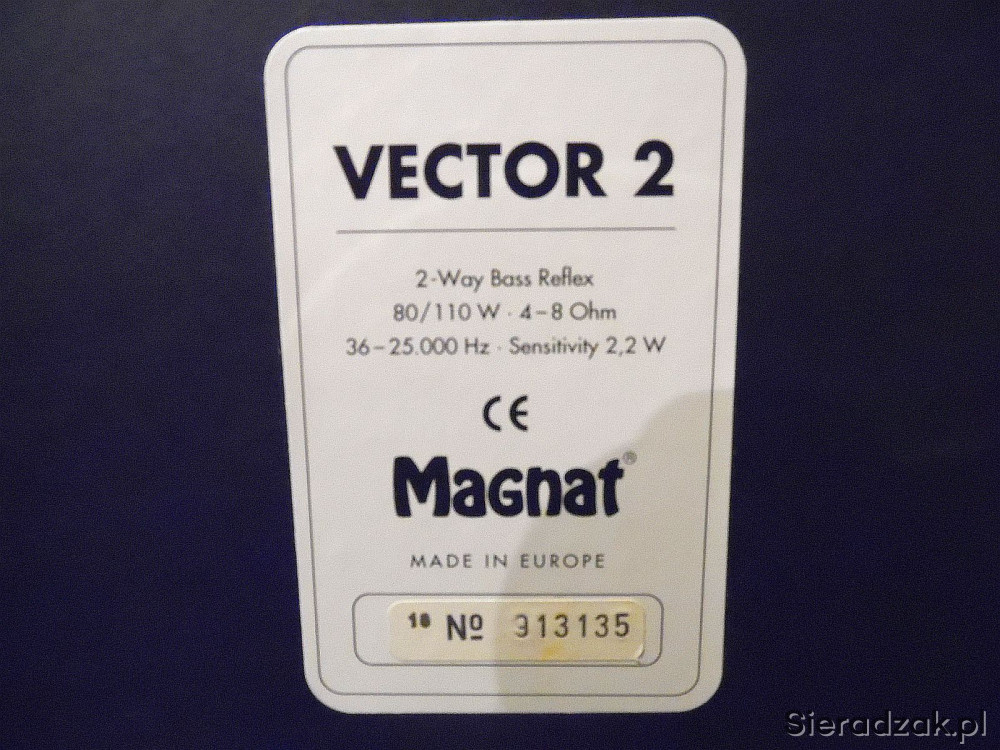 VECTOR 2
2-Way Bass Reflex
80/110 W · 4–8 Ohm
36–25.000 Hz · Sensitivity 2,2 W
CE
Magnat®
MADE IN EUROPE
18 Nº 313135
Sieradzak.pl